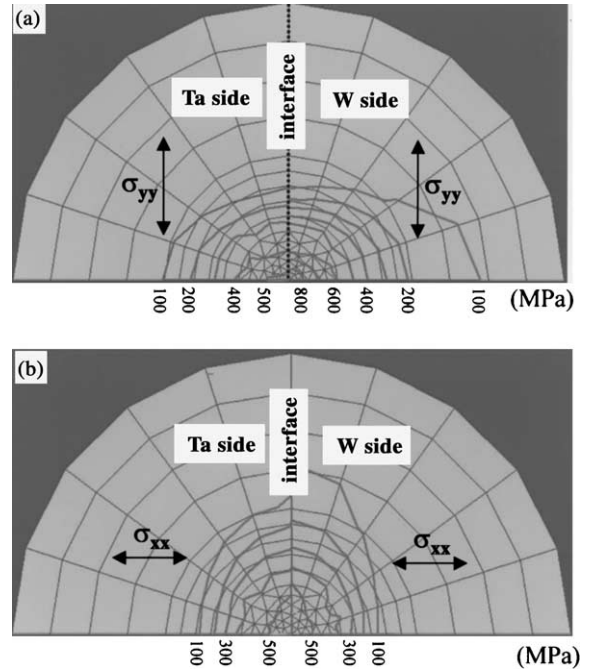 (a)
Ta side
interface
W side
σyy
σyy
100 200 400 500 800 600 400 200 100 (MPa)
(b)
Ta side
interface
W side
σxx
σxx
100 300 500 500 300 100 (MPa)